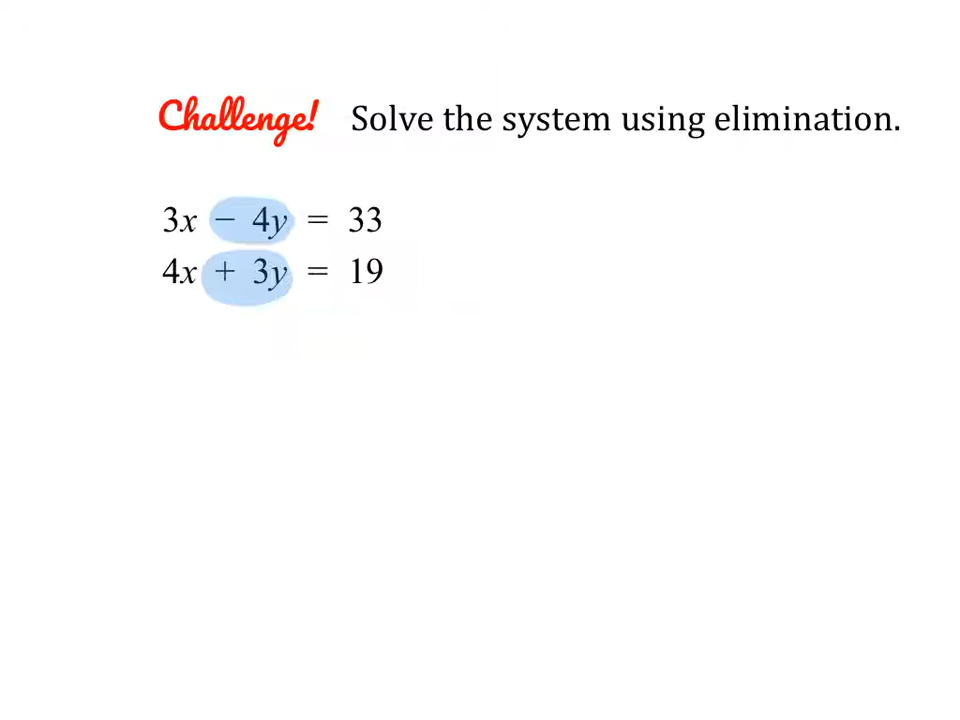 Challenge! Solve the system using elimination.
3x − 4y = 33
4x + 3y = 19